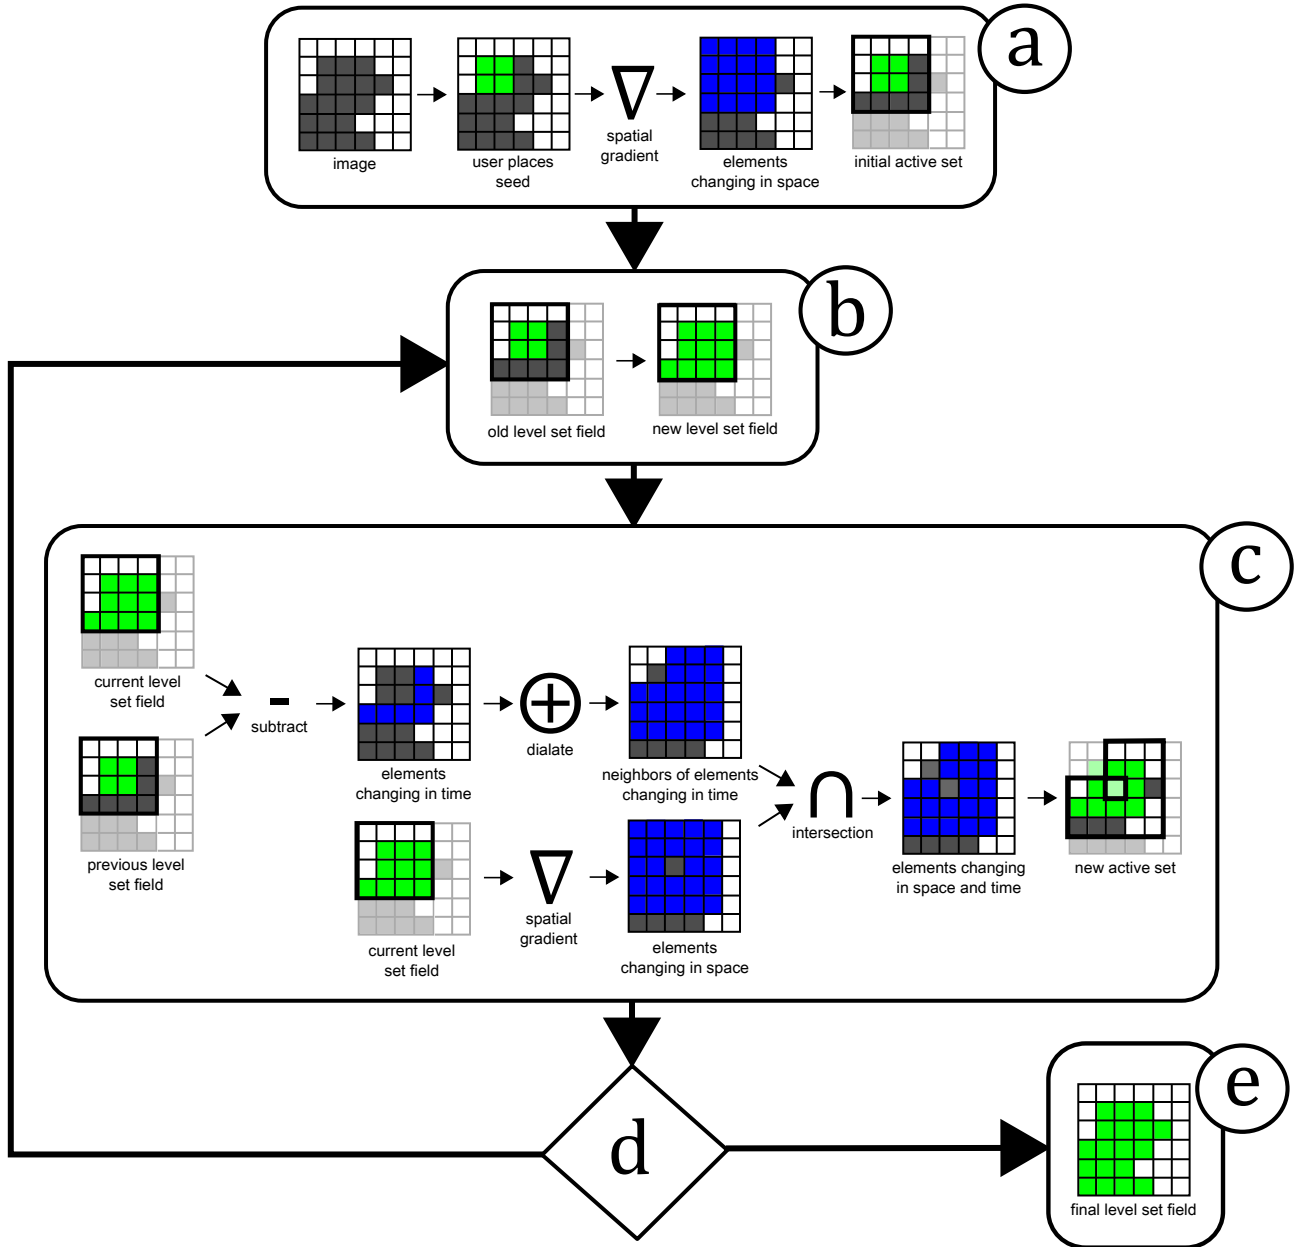 a
image
user places
seed
∇
spatial
gradient
elements
changing in space
initial active set
b
old level set field
new level set field
c
current level
set field
-
subtract
previous level
set field
elements
changing in time
dialate
neighbors of elements
changing in time
current level
set field
∇
spatial
gradient
elements
changing in space
∩
intersection
elements changing
in space and time
new active set
d
e
final level set field